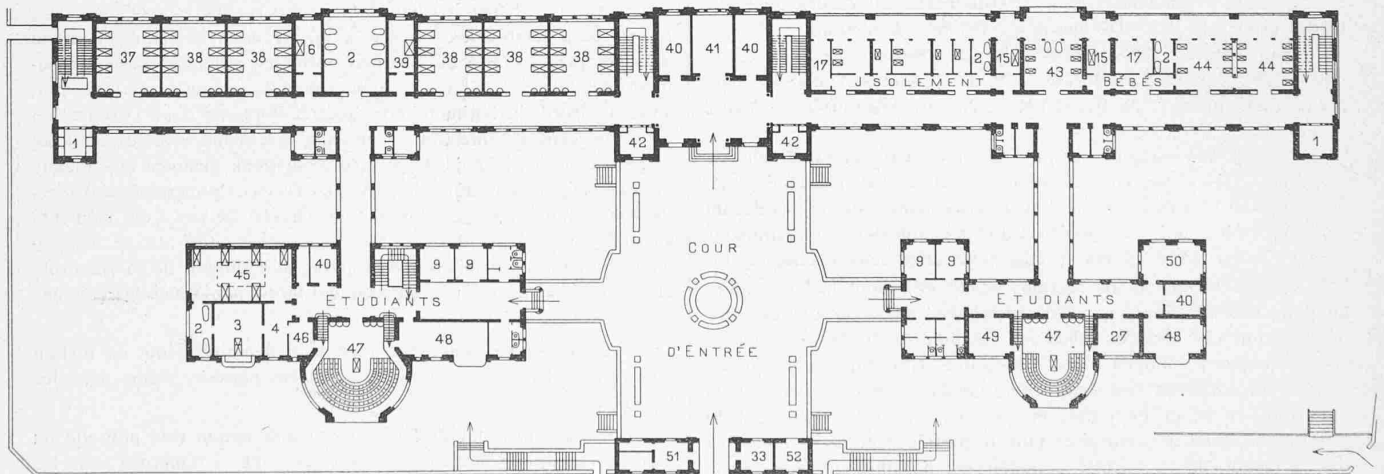 37 38 38 6 2 39 38 38 38 40 41 40 17 2 15 43 15 17 2 44 44
JSOLEMENT BÉBÉS
1 42 42 1
COUR
45 40 9 9 9 9 50
ETUDIANTS ETUDIANTS
2 3 4 46 47 48 49 47 27 48 40
D'ENTRÉE
51 33 52